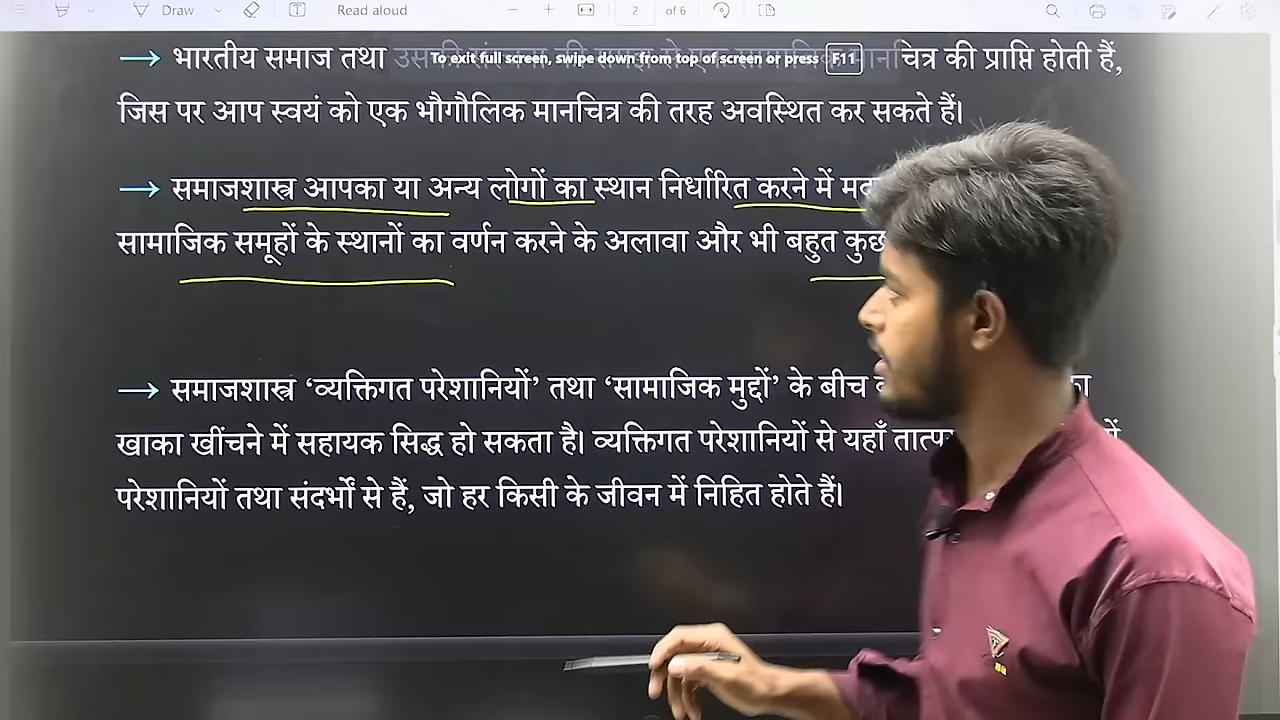 Draw Read aloud 2 of 6
→ भारतीय समाज तथा चित्र की प्राप्ति होती हैं,
To exit full screen, swipe down from top of screen or press F11
जिस पर आप स्वयं को एक भौगौलिक मानचित्र की तरह अवस्थित कर सकते हैं।
→ समाजशास्त्र आपका या अन्य लोगों का स्थान निर्धारित करने में
सामाजिक समूहों के स्थानों का वर्णन करने के अलावा और भी बहुत कुछ
→ समाजशास्त्र ‘व्यक्तिगत परेशानियों’ तथा ‘सामाजिक मुद्दों’ के बीच
खाका खींचने में सहायक सिद्ध हो सकता है। व्यक्तिगत परेशानियों से यहाँ
परेशानियों तथा संदर्भों से हैं, जो हर किसी के जीवन में निहित होते हैं।